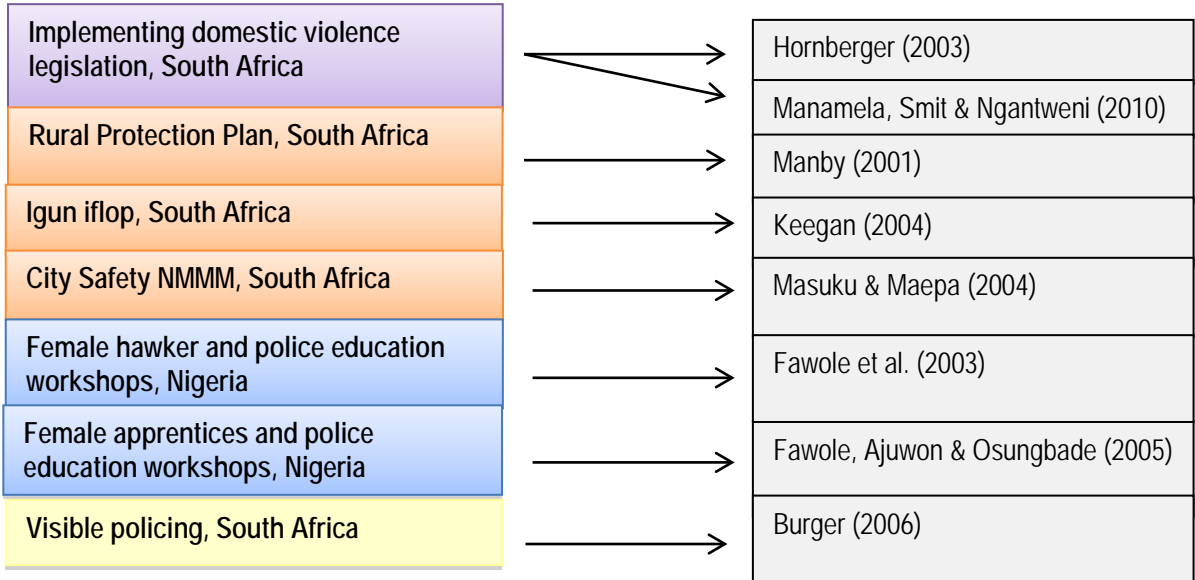 Implementing domestic violence
legislation, South Africa
Rural Protection Plan, South Africa
Igun iflop, South Africa
City Safety NMMM, South Africa
Female hawker and police education
workshops, Nigeria
Female apprentices and police
education workshops, Nigeria
Visible policing, South Africa
Hornberger (2003)
Manamela, Smit & Ngantweni (2010)
Manby (2001)
Keegan (2004)
Masuku & Maepa (2004)
Fawole et al. (2003)
Fawole, Ajuwon & Osungbade (2005)
Burger (2006)